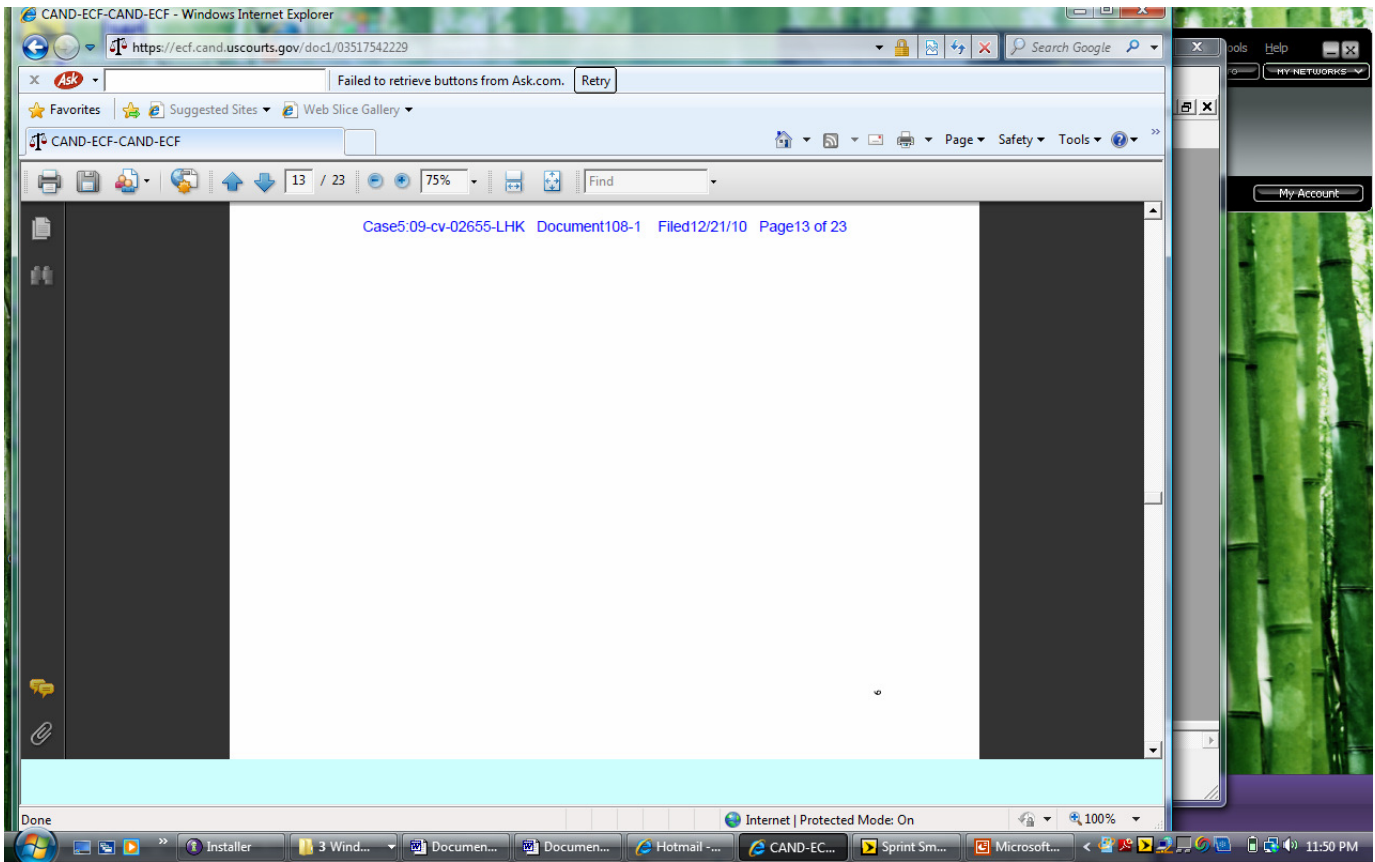 CAND-ECF-CAND-ECF - Windows Internet Explorer
https://ecf.cand.uscourts.gov/doc1/03517542229
Search Google
X
ools Help
MY NETWORKS
x Ask
Failed to retrieve buttons from Ask.com. Retry
Favorites Suggested Sites Web Slice Gallery
CAND-ECF-CAND-ECF
Page Safety Tools »
13 / 23 75% Find
My Account
Case5:09-cv-02655-LHK Document108-1 Filed12/21/10 Page13 of 23
Done
Internet | Protected Mode: On
100%
» Installer
3 Wind...
Documen...
Documen...
Hotmail -...
CAND-EC...
Sprint Sm...
Microsoft...
11:50 PM